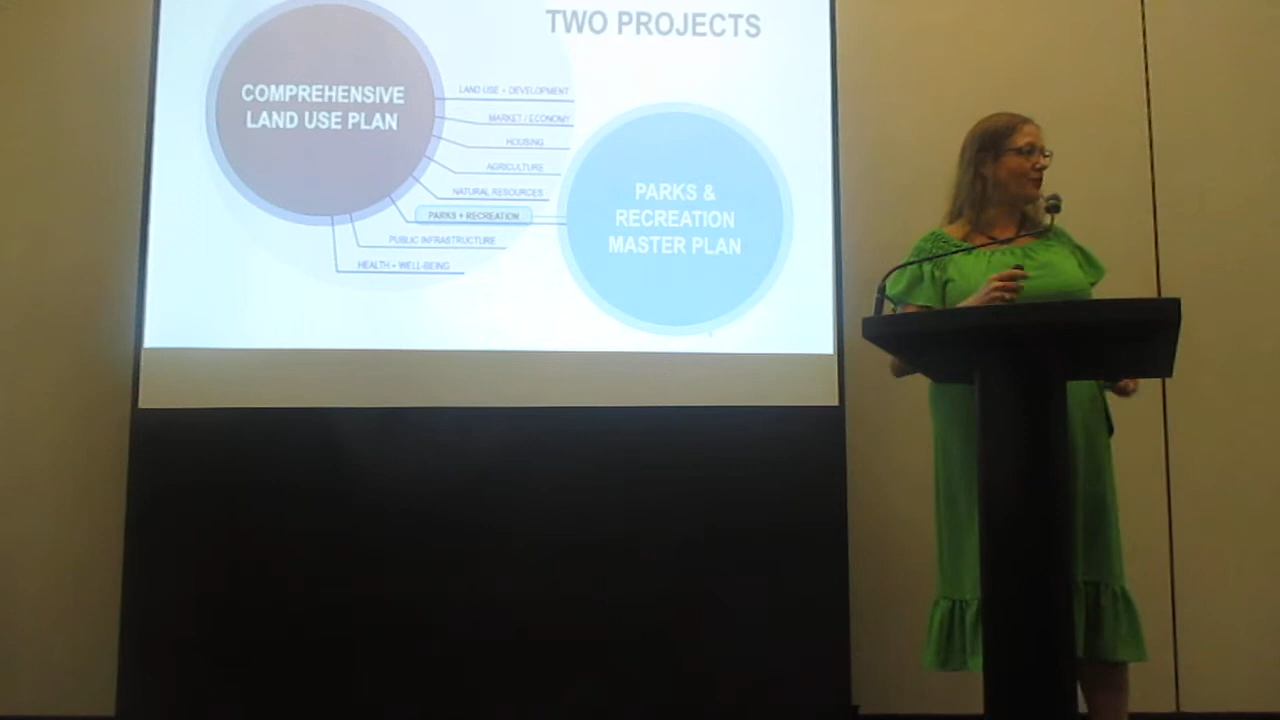 TWO PROJECTS
COMPREHENSIVE
LAND USE PLAN
LAND USE + DEVELOPMENT
MARKET / ECONOMY
HOUSING
AGRICULTURE
NATURAL RESOURCES
PARKS + RECREATION
PUBLIC INFRASTRUCTURE
HEALTH + WELL-BEING
PARKS &
RECREATION
MASTER PLAN